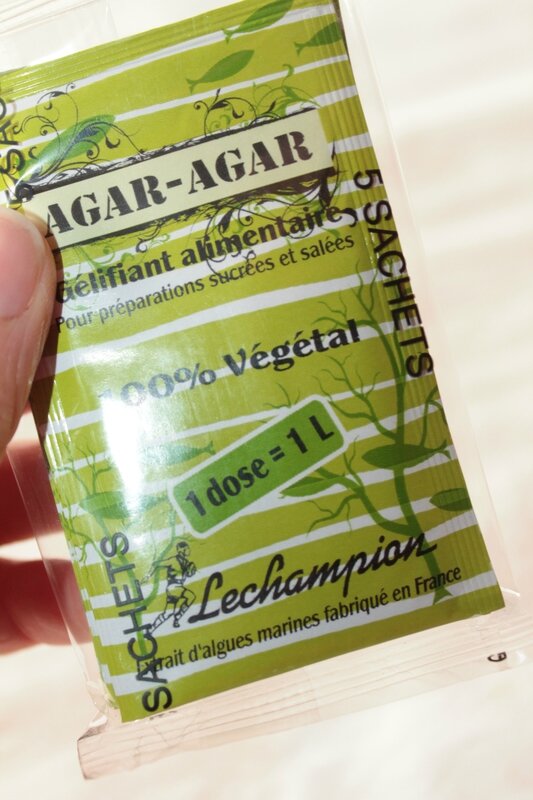 AGAR-AGAR
Gélifiant alimentaire
Pour préparations sucrées et salées
100% Végétal
1 dose = 1 L
Lechampion
Extrait d'algues marines fabriqué en France
5 SACHETS
SACHETS